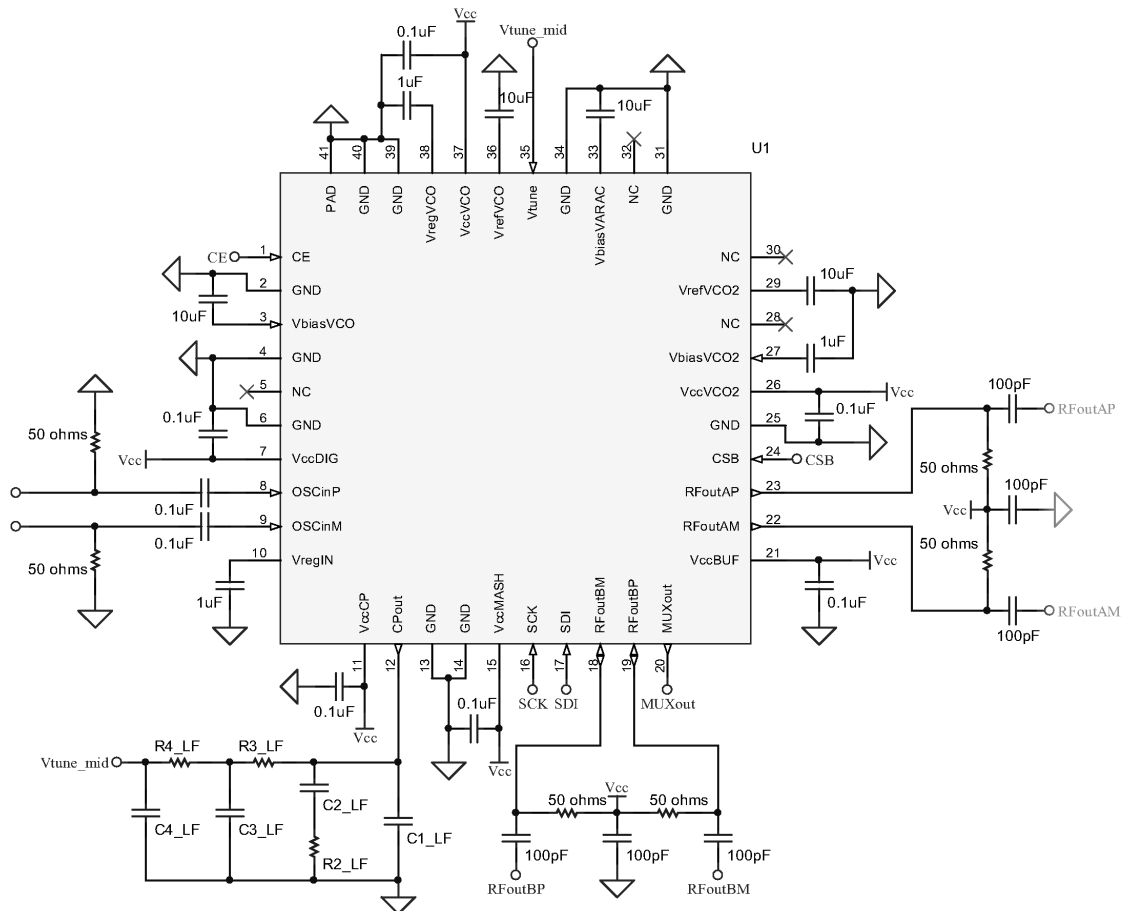 Vcc
0.1uF
Vtune_mid
1uF
10uF
10uF
41
40
39
38
37
36
35
34
33
32
31
U1
PAD
GND
GND
VregVCO
VccVCO
VrefVCO
Vtune
GND
VbiasVARAC
NC
GND
CE
1
CE
NC
30
2
GND
VrefVCO2
29
10uF
10uF
3
VbiasVCO
NC
28
4
GND
VbiasVCO2
27
1uF
5
NC
VccVCO2
26
Vcc
100pF
RFoutAP
0.1uF
0.1uF
6
GND
GND
25
50 ohms
Vcc
7
VccDIG
CSB
24
CSB
50 ohms
8
OSCinP
RFoutAP
23
100pF
0.1uF
Vcc
9
OSCinM
RFoutAM
22
0.1uF
50 ohms
50 ohms
10
VregIN
VccBUF
21
Vcc
1uF
0.1uF
RFoutAM
100pF
VccCP
CPout
GND
GND
VccMASH
SCK
SDI
RFoutBM
RFoutBP
MUXout
11
12
13
14
15
16
17
18
19
20
0.1uF
0.1uF
SCK
SDI
MUXout
Vcc
Vcc
R4_LF
R3_LF
Vtune_mid
Vcc
C2_LF
50 ohms
50 ohms
C4_LF
C3_LF
C1_LF
R2_LF
100pF
100pF
100pF
RFoutBP
RFoutBM